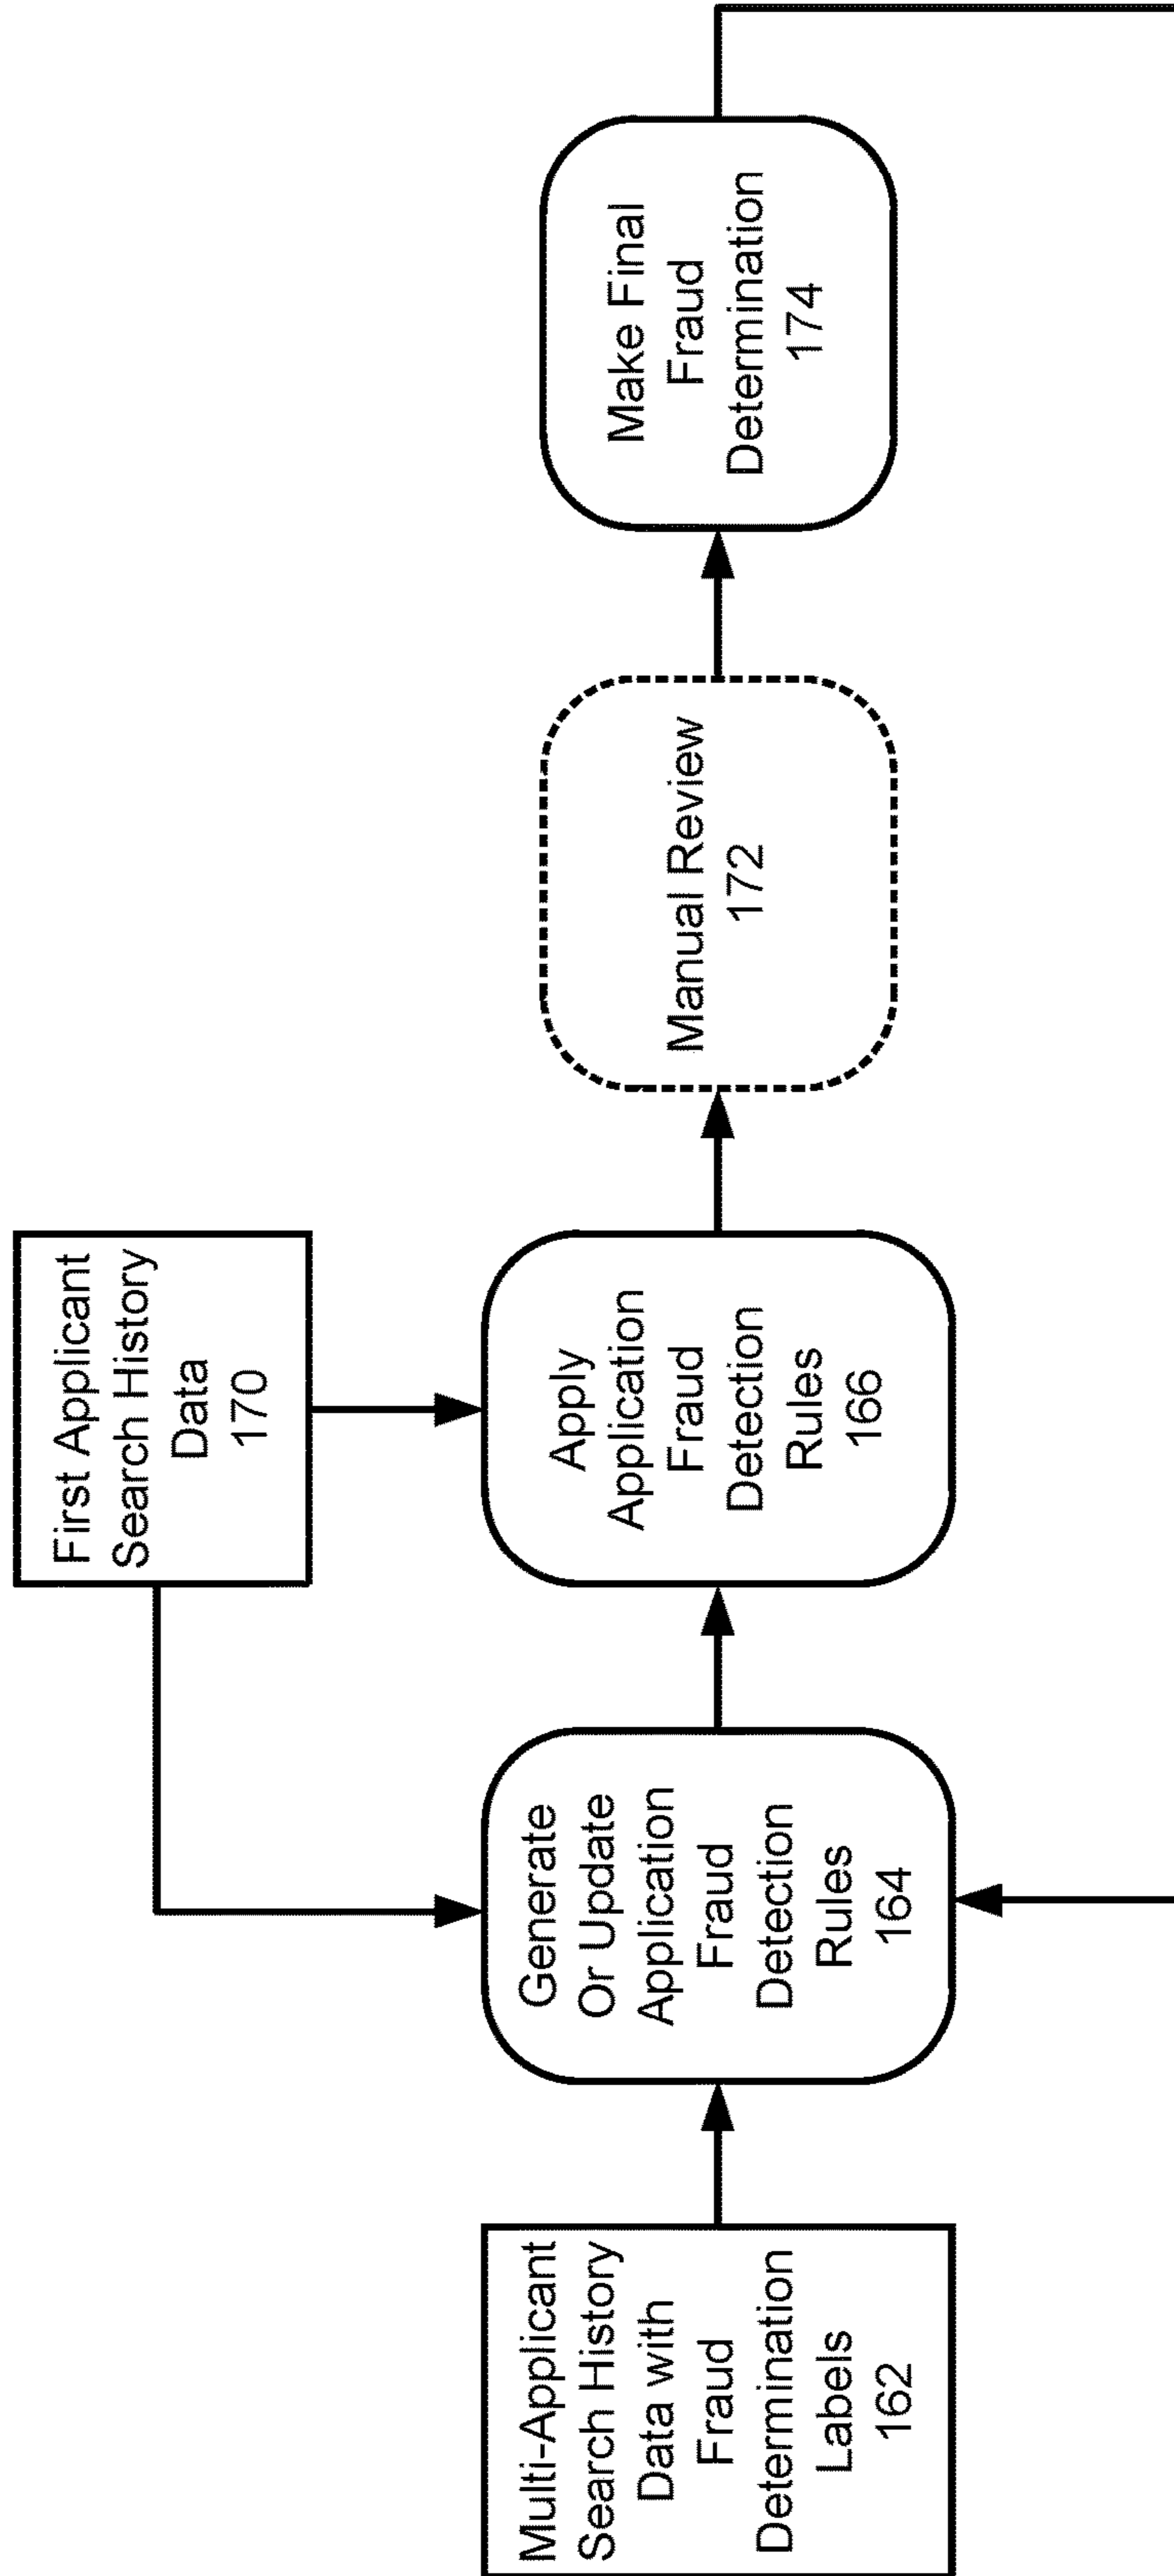 First Applicant
Search History
Data
170
Multi-Applicant
Search History
Data with
Fraud
Determination
Labels
162
Generate
Or Update
Application
Fraud
Detection
Rules
164
Apply
Application
Fraud
Detection
Rules
166
Manual Review
172
Make Final
Fraud
Determination
174